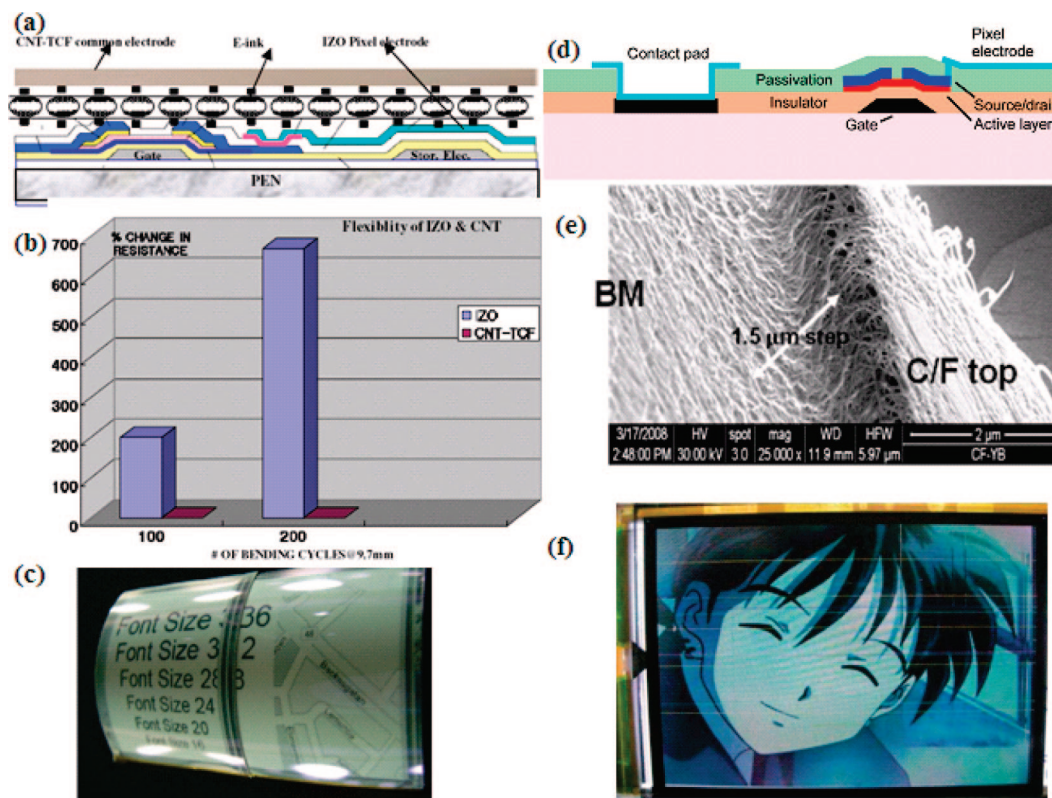 (a)
CNT-TCF common electrode
E-ink
IZO Pixel electrode
Gate
Stor. Elec.
PEN
(b)
Flexiblity of IZO & CNT
% CHANGE IN
RESISTANCE
IZO
CNT-TCF
700
600
500
400
300
200
100
0
100
200
# OF BENDING CYCLES@9.7mm
(c)
Font Size 36
Font Size 32
Font Size 28
Font Size 24
Font Size 20
Font Size 16
(d)
Contact pad
Pixel
electrode
Passivation
Insulator
Source/drain
Gate
Active layer
(e)
BM
1.5 μm step
C/F top
3/17/2008 HV spot mag WD HFW 2 μm
2:48:00 PM 30.00 kV 3.0 25 000 x 11.9 mm 5.97 μm CF-YB
(f)